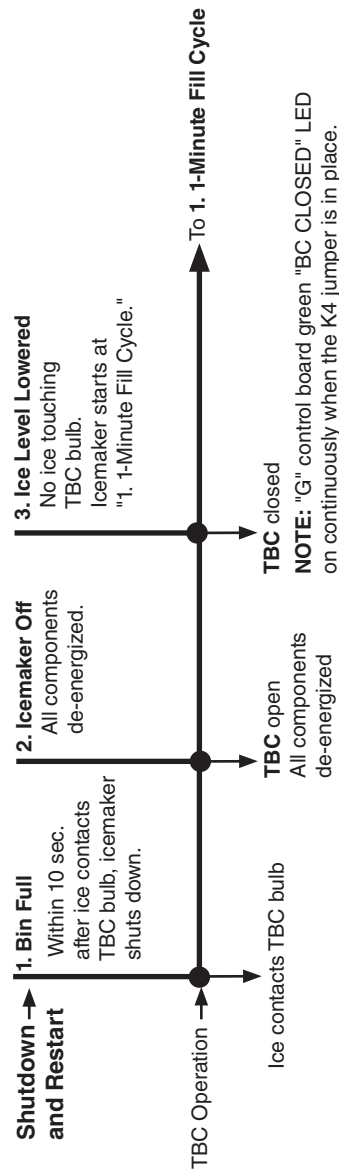 Shutdown
and Restart
1. Bin Full
Within 10 sec.
after ice contacts
TBC bulb, icemaker
shuts down.
2. Icemaker Off
All components
de-energized.
3. Ice Level Lowered
No ice touching
TBC bulb.
Icemaker starts at
"1. 1-Minute Fill Cycle."
TBC Operation
To 1. 1-Minute Fill Cycle
Ice contacts TBC bulb
TBC open
All components
de-energized
TBC closed
NOTE: "G" control board green "BC CLOSED" LED
on continuously when the K4 jumper is in place.